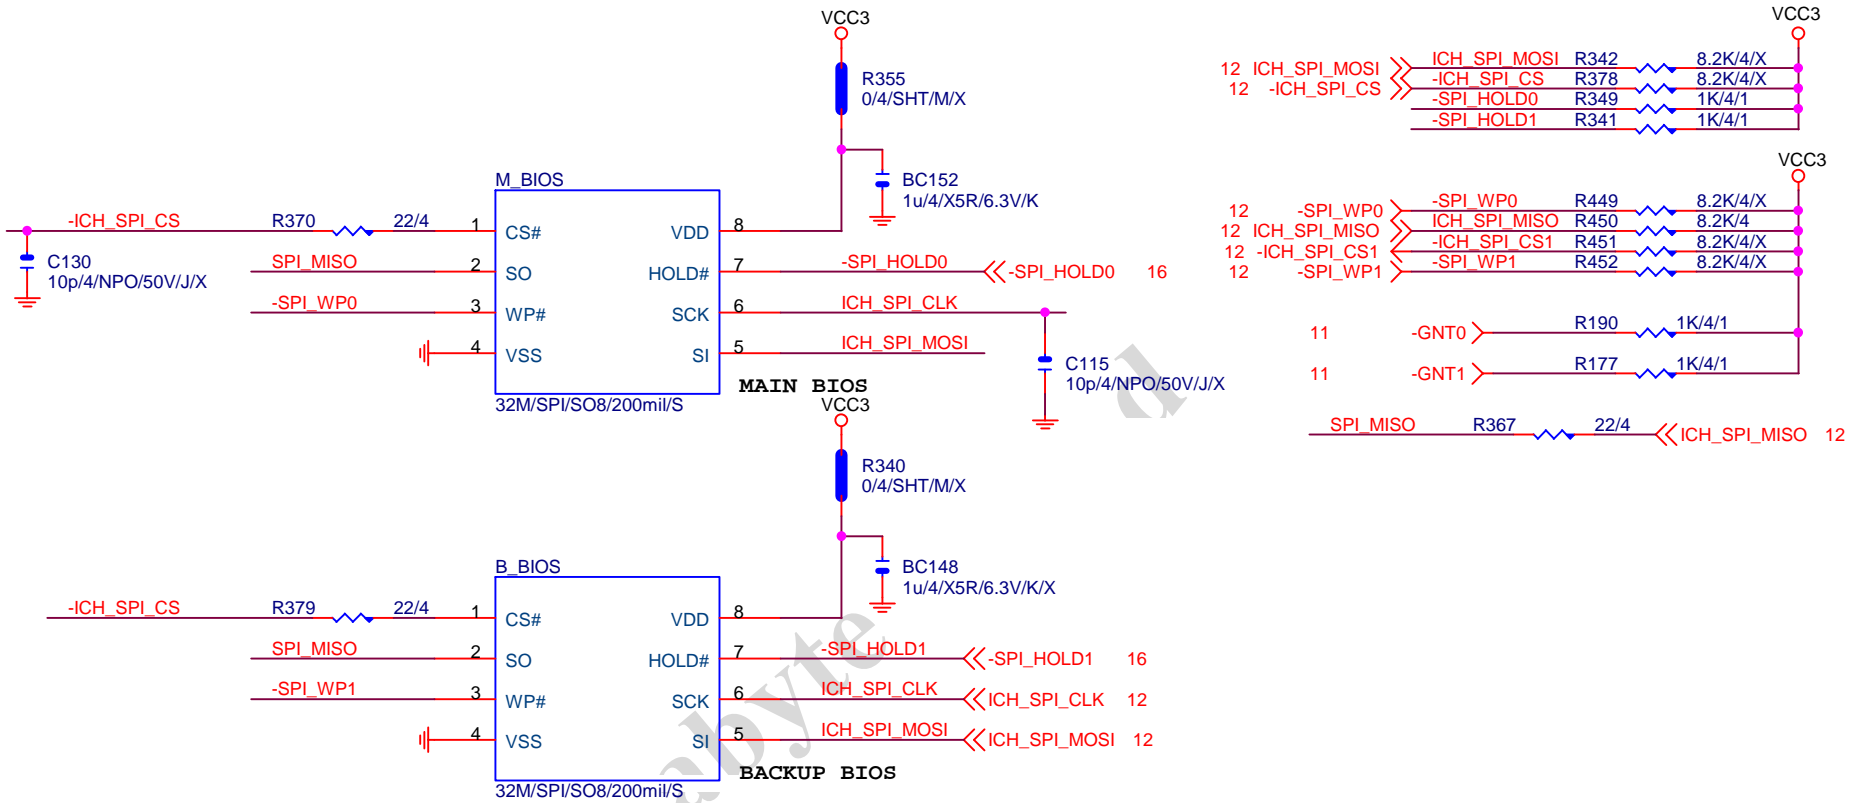 VCC3
R355
0/4/SHT/M/X
BC152
1u/4/X5R/6.3V/K
M_BIOS
-ICH_SPI_CS R370 22/4 1 CS# VDD 8
C130
10p/4/NPO/50V/J/X
SPI_MISO 2 SO HOLD# 7 -SPI_HOLD0 -SPI_HOLD0 16
-SPI_WP0 3 WP# SCK 6 ICH_SPI_CLK
4 VSS SI 5 ICH_SPI_MOSI
C115
10p/4/NPO/50V/J/X
MAIN BIOS
32M/SPI/SO8/200mil/S
VCC3
R340
0/4/SHT/M/X
BC148
1u/4/X5R/6.3V/K/X
B_BIOS
-ICH_SPI_CS R379 22/4 1 CS# VDD 8
SPI_MISO 2 SO HOLD# 7 -SPI_HOLD1 -SPI_HOLD1 16
-SPI_WP1 3 WP# SCK 6 ICH_SPI_CLK ICH_SPI_CLK 12
4 VSS SI 5 ICH_SPI_MOSI ICH_SPI_MOSI 12
BACKUP BIOS
32M/SPI/SO8/200mil/S
VCC3
12 ICH_SPI_MOSI ICH_SPI_MOSI R342 8.2K/4/X
12 -ICH_SPI_CS -ICH_SPI_CS R378 8.2K/4/X
-SPI_HOLD0 R349 1K/4/1
-SPI_HOLD1 R341 1K/4/1
VCC3
12 -SPI_WP0 -SPI_WP0 R449 8.2K/4/X
12 ICH_SPI_MISO ICH_SPI_MISO R450 8.2K/4
12 -ICH_SPI_CS1 -ICH_SPI_CS1 R451 8.2K/4/X
12 -SPI_WP1 -SPI_WP1 R452 8.2K/4/X
11 -GNT0 R190 1K/4/1
11 -GNT1 R177 1K/4/1
SPI_MISO R367 22/4 ICH_SPI_MISO 12